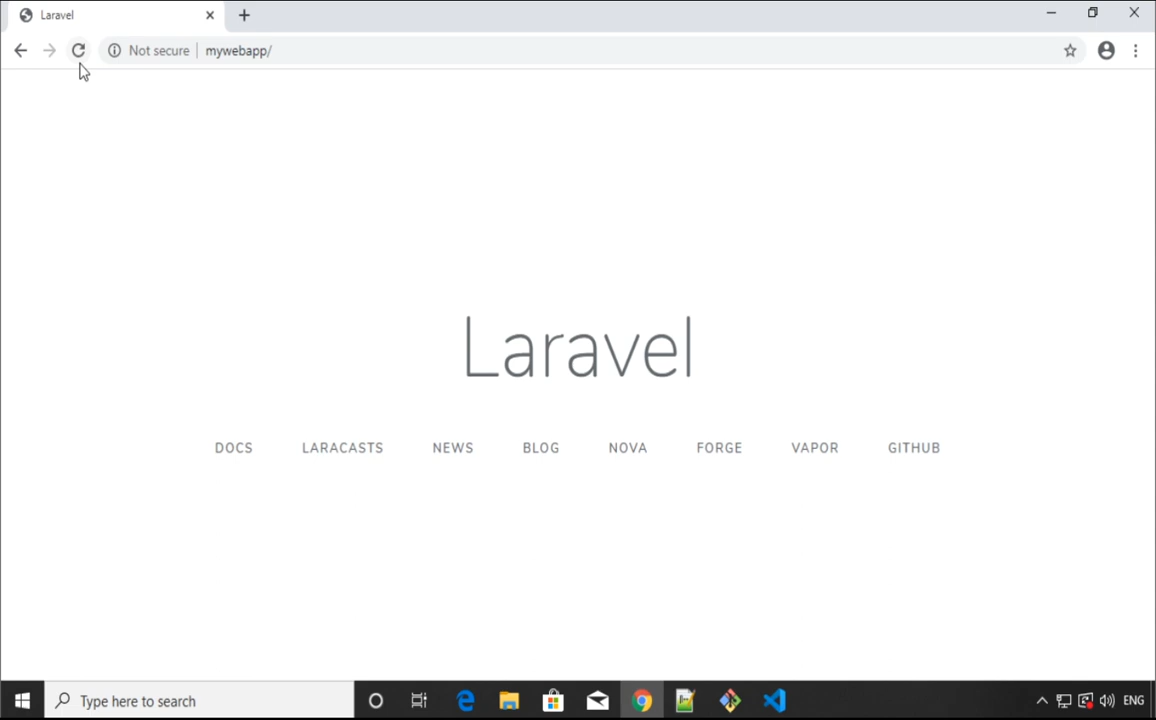 Laravel
Not secure | mywebapp/
Laravel
DOCS LARACASTS NEWS BLOG NOVA FORGE VAPOR GITHUB
Type here to search
ENG